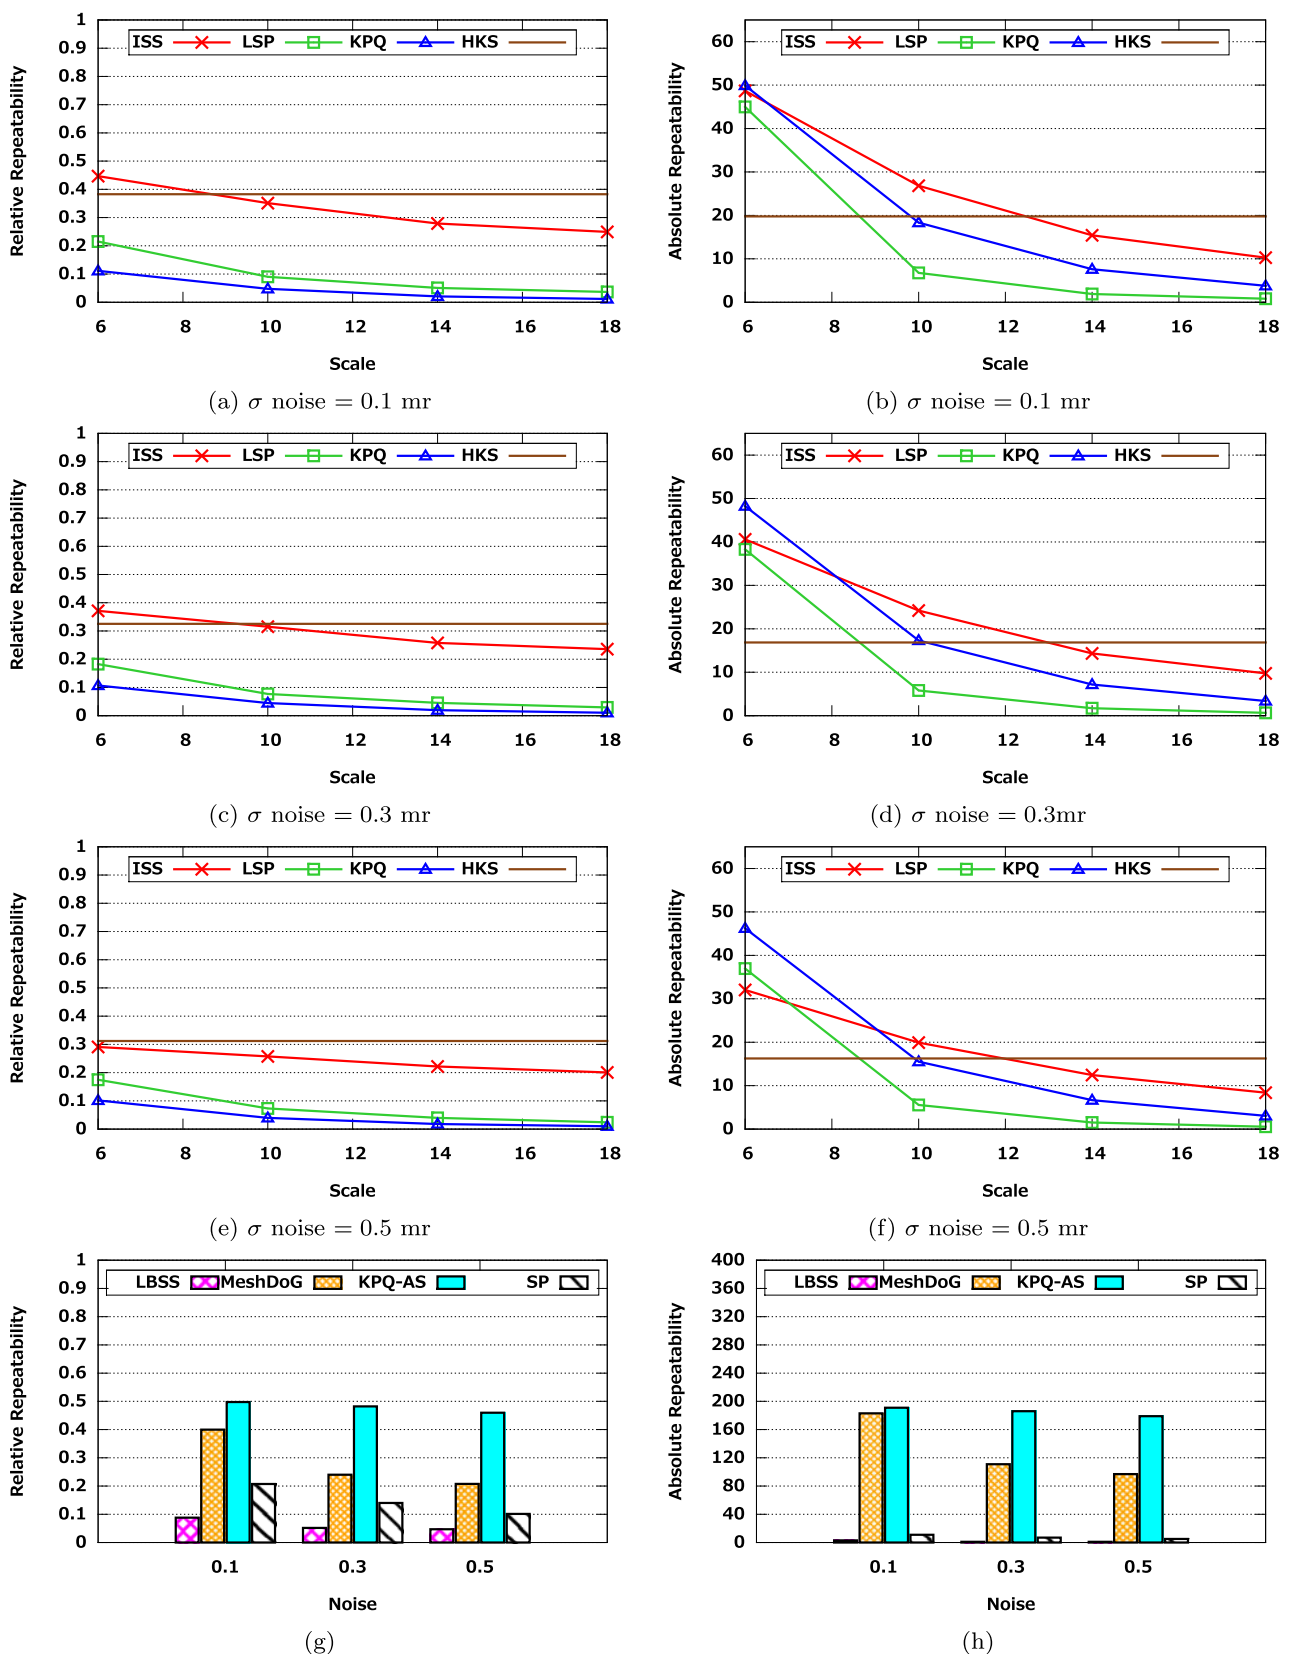 1
0.9
0.8
0.7
0.6
0.5
0.4
0.3
0.2
0.1
0
Relative Repeatability
ISS LSP KPQ HKS
6 8 10 12 14 16 18
Scale
(a) σ noise = 0.1 mr
60
50
40
30
20
10
0
Absolute Repeatability
ISS LSP KPQ HKS
6 8 10 12 14 16 18
Scale
(b) σ noise = 0.1 mr
1
0.9
0.8
0.7
0.6
0.5
0.4
0.3
0.2
0.1
0
Relative Repeatability
ISS LSP KPQ HKS
6 8 10 12 14 16 18
Scale
(c) σ noise = 0.3 mr
60
50
40
30
20
10
0
Absolute Repeatability
ISS LSP KPQ HKS
6 8 10 12 14 16 18
Scale
(d) σ noise = 0.3mr
1
0.9
0.8
0.7
0.6
0.5
0.4
0.3
0.2
0.1
0
Relative Repeatability
ISS LSP KPQ HKS
6 8 10 12 14 16 18
Scale
(e) σ noise = 0.5 mr
60
50
40
30
20
10
0
Absolute Repeatability
ISS LSP KPQ HKS
6 8 10 12 14 16 18
Scale
(f) σ noise = 0.5 mr
1
0.9
0.8
0.7
0.6
0.5
0.4
0.3
0.2
0.1
0
Relative Repeatability
LBSS MeshDoG KPQ-AS SP
0.1 0.3 0.5
Noise
(g)
400
360
320
280
240
200
160
120
80
40
0
Absolute Repeatability
LBSS MeshDoG KPQ-AS SP
0.1 0.3 0.5
Noise
(h)